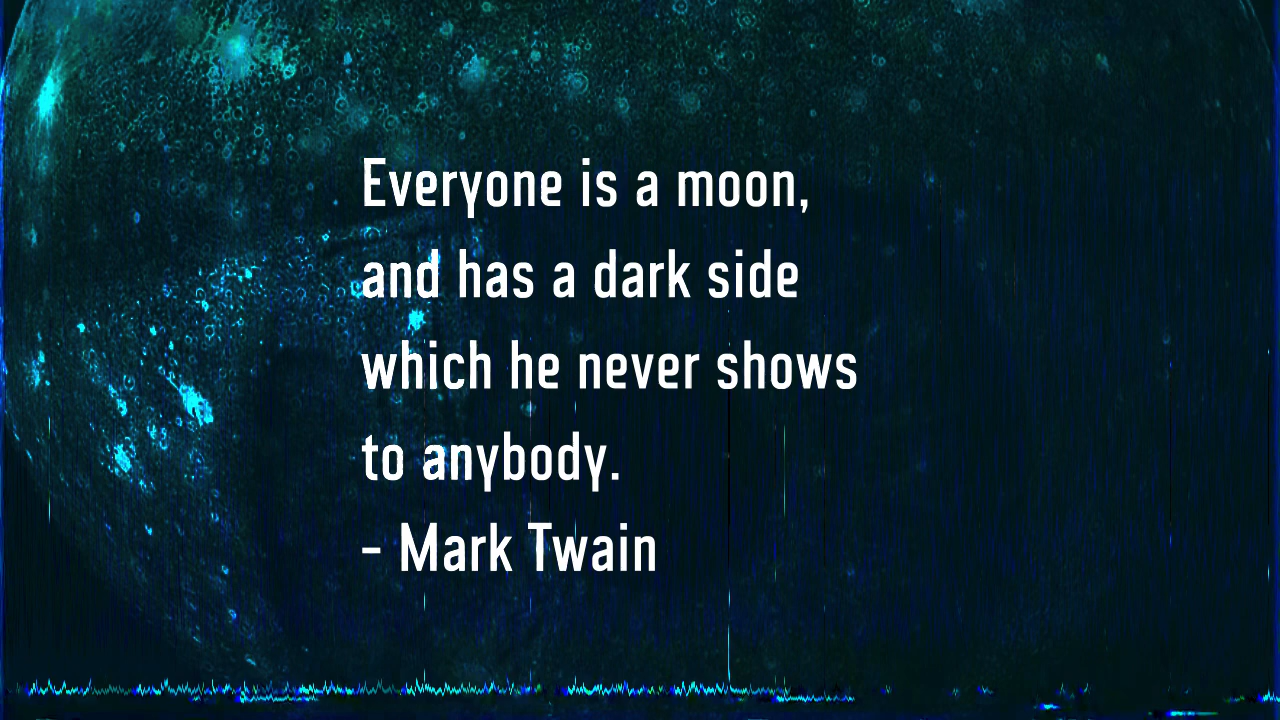 Everyone is a moon,
and has a dark side
which he never shows
to anybody.
- Mark Twain